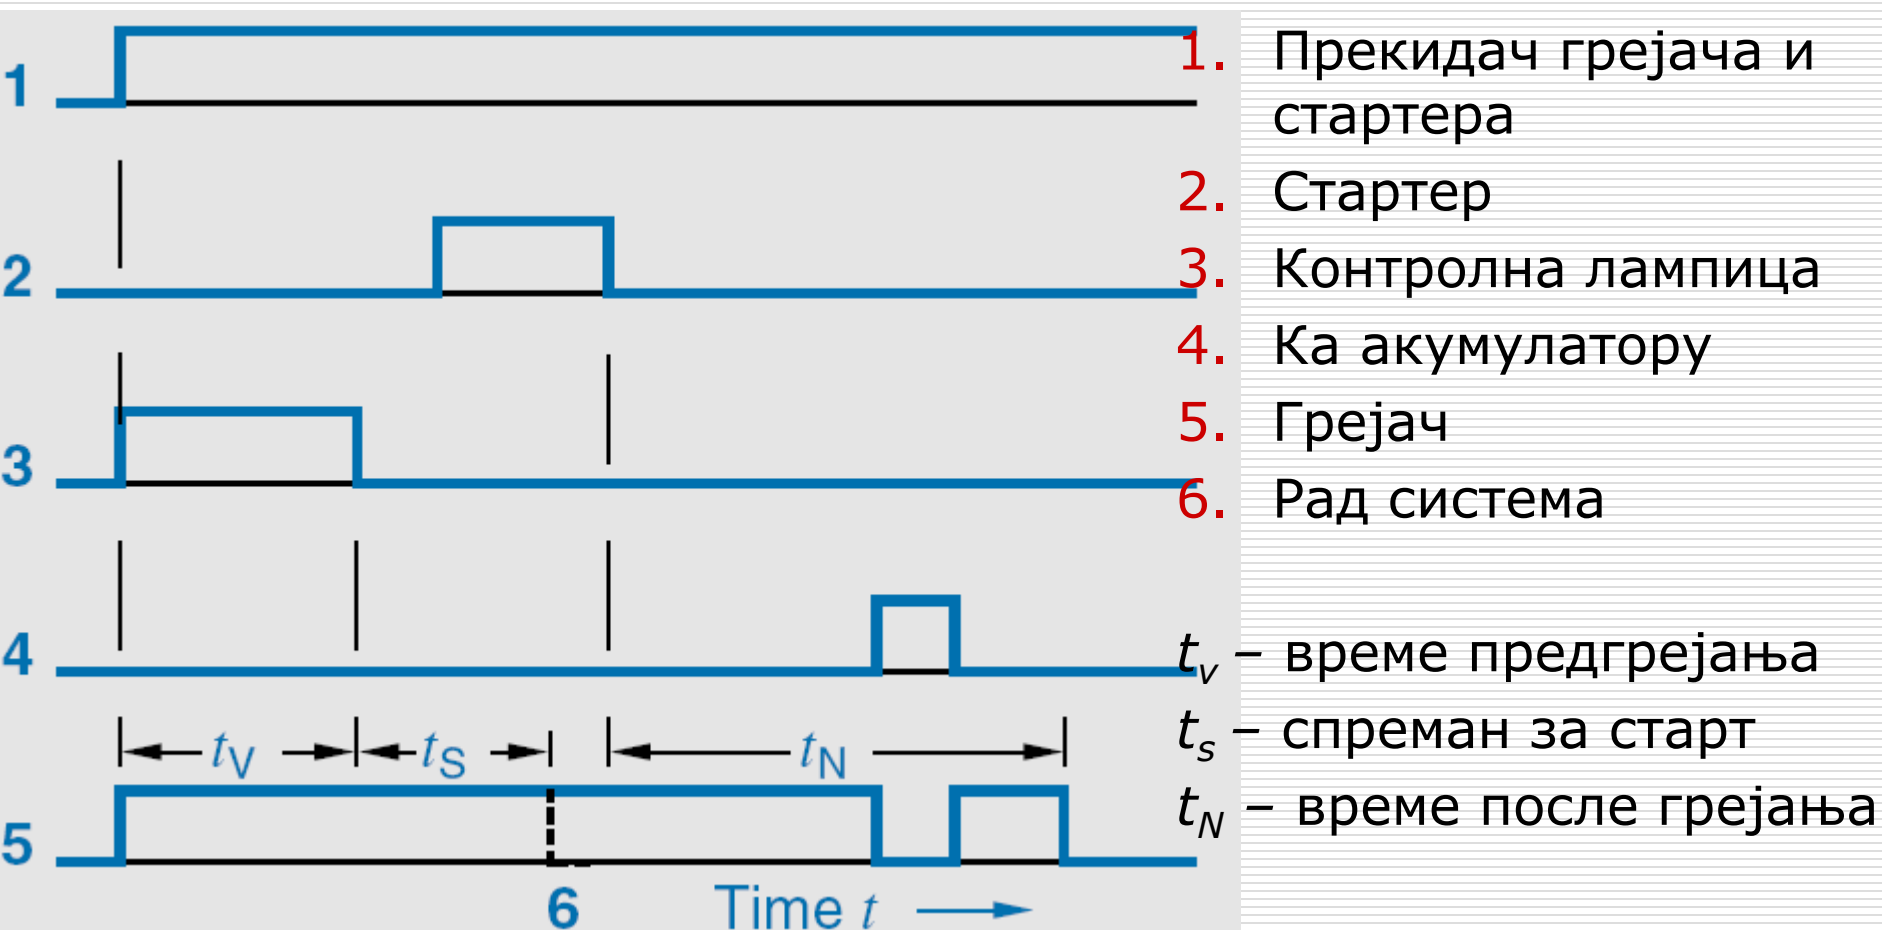 1
2
3
4
5
tV
tS
tN
6
Time t
1. Прекидач грејача и
стартера
2. Стартер
3. Контролна лампица
4. Ка акумулатору
5. Грејач
6. Рад система
tv – време предгрејања
ts – спреман за старт
tN – време после грејања